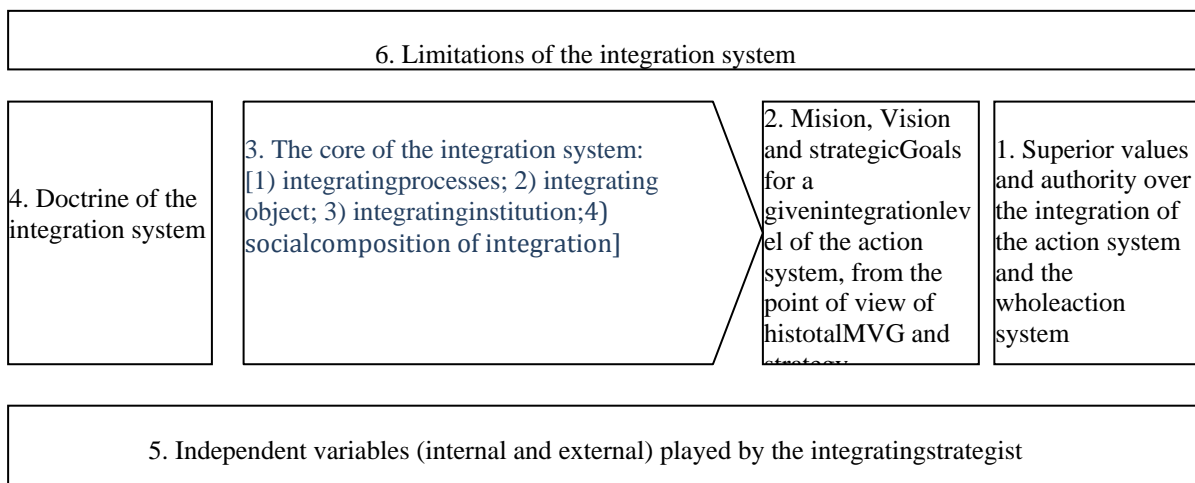 6. Limitations of the integration system
4. Doctrine of the
integration system
3. The core of the integration system:
[1) integratingprocesses; 2) integrating
object; 3) integratinginstitution;4)
socialcomposition of integration]
2. Mision, Vision
and strategicGoals
for a
givenintegrationlev
el of the action
system, from the
point of view of
histotalMVG and
strategy
1. Superior values
and authority over
the integration of
the action system
and the
wholeaction
system
5. Independent variables (internal and external) played by the integratingstrategist